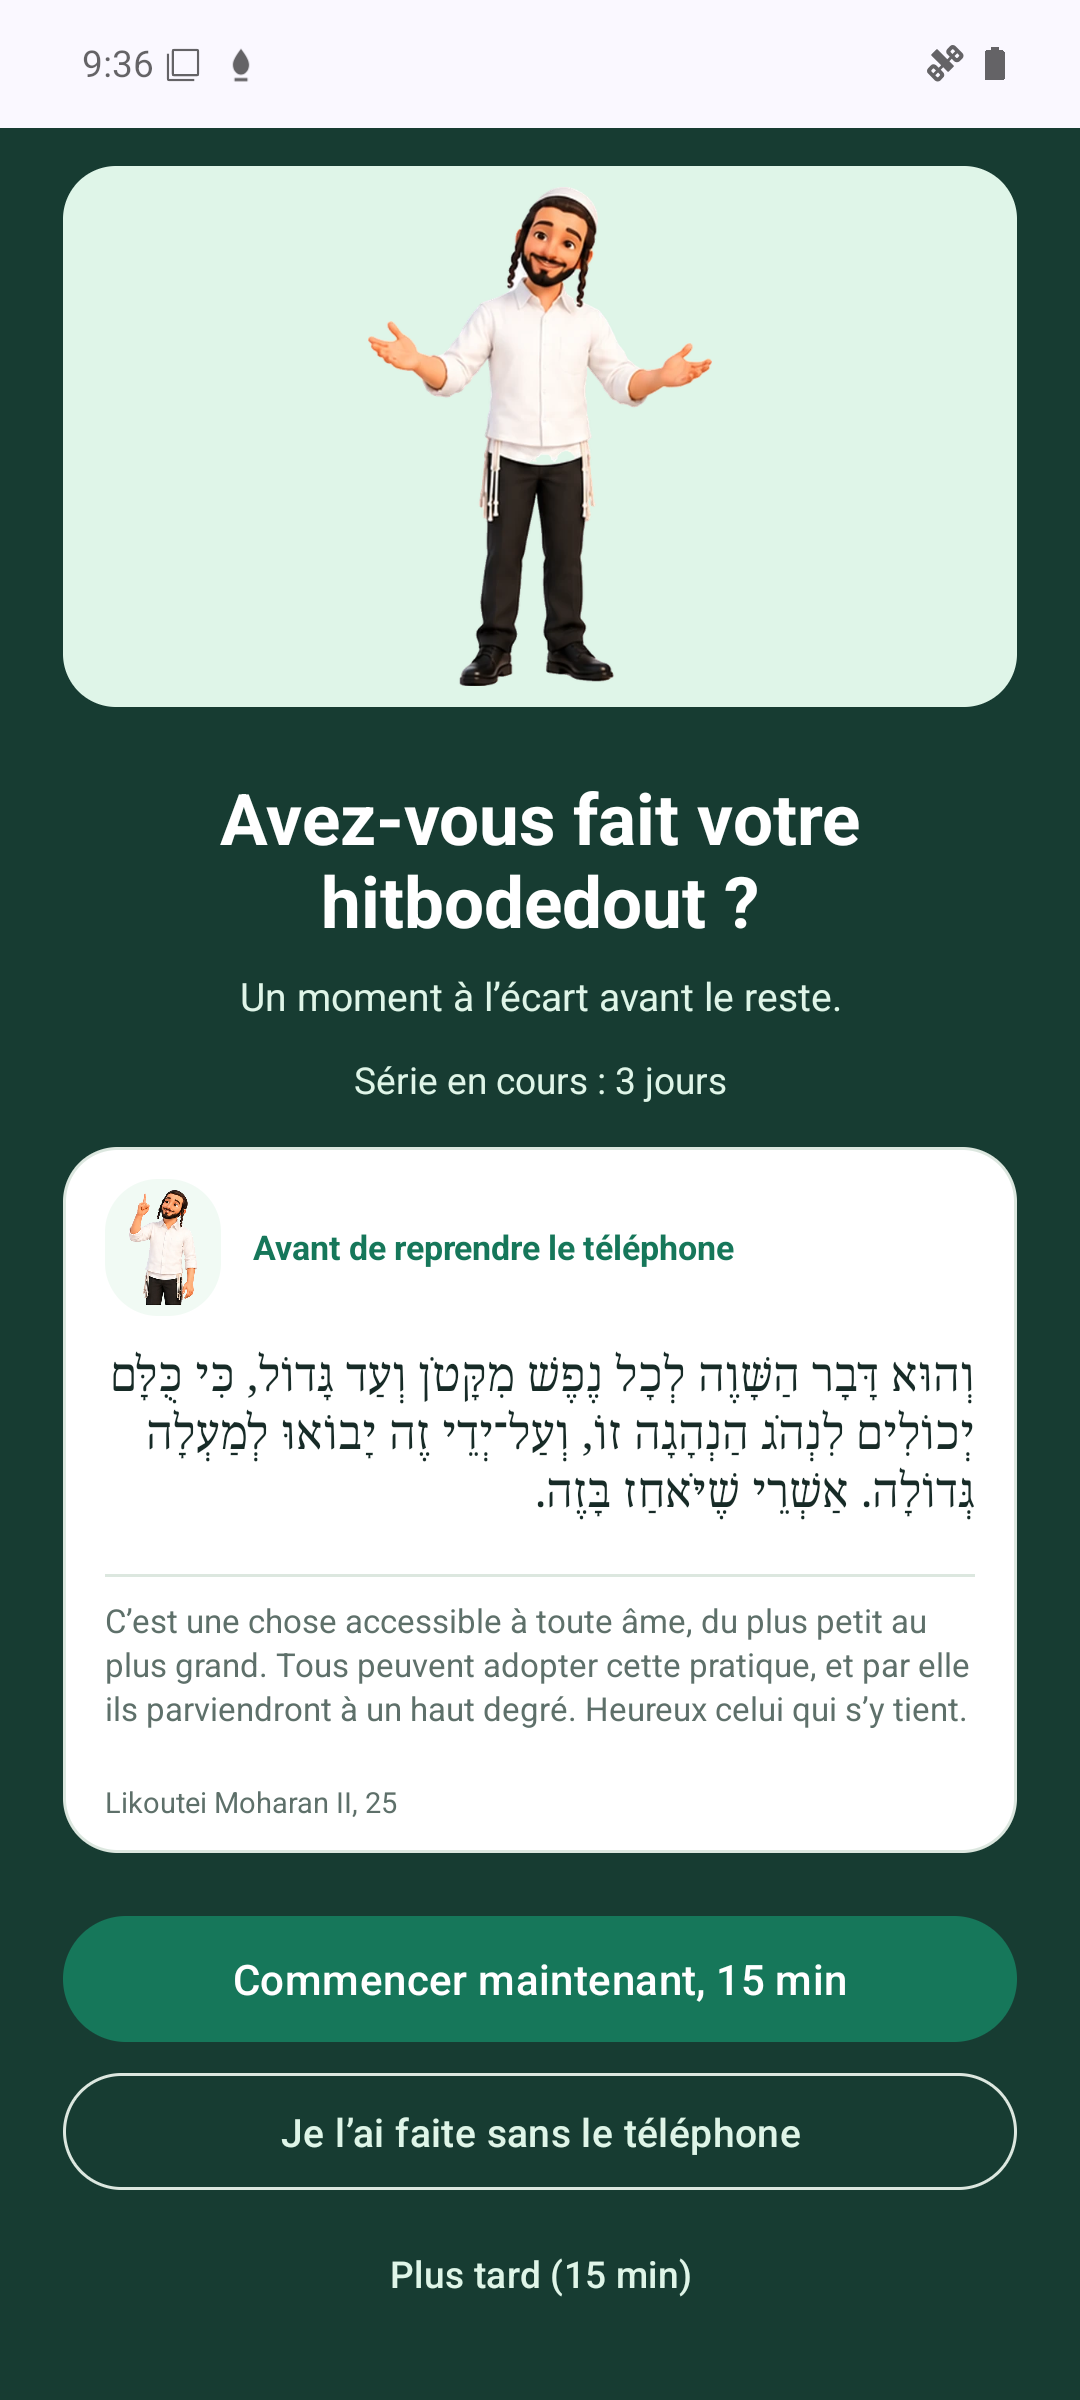 9:36
Avez-vous fait votre
hitbodedout ?
Un moment à l’écart avant le reste.
Série en cours : 3 jours
Avant de reprendre le téléphone
וְהוּא דָּבָר הַשָּׁוֶה לְכָל נֶפֶשׁ מִקָּטֹן וְעַד גָּדוֹל, כִּי כֻּלָּם
יְכוֹלִים לִנְהֹג הַנְהָגָה זוֹ, וְעַל־יְדֵי זֶה יָבוֹאוּ לְמַעְלָה
גְּדוֹלָה. אַשְׁרֵי שֶׁיֹּאחַז בָּזֶה.
C’est une chose accessible à toute âme, du plus petit au
plus grand. Tous peuvent adopter cette pratique, et par elle
ils parviendront à un haut degré. Heureux celui qui s’y tient.
Likoutei Moharan II, 25
Commencer maintenant, 15 min
Je l’ai faite sans le téléphone
Plus tard (15 min)